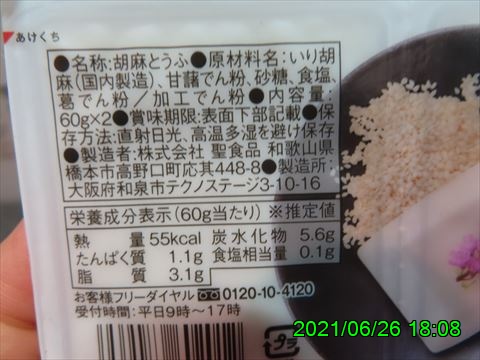 あけくち
●名称:胡麻とうふ●原材料名:いり胡
麻(国内製造)、甘藷でん粉、砂糖、食塩、
葛でん粉/加工でん粉●内容量:
60g×2●賞味期限:表面下部記載●保
存方法:直射日光、高温多湿を避け保存
●製造者:株式会社 聖食品 和歌山県
橋本市高野口町応其448-8●製造所:
大阪府和泉市テクノステージ3-10-16
栄養成分表示(60g当たり)※推定値
熱量 55kcal 炭水化物 5.6g
たんぱく質 1.1g 食塩相当量 0.1g
脂質 3.1g
お客様フリーダイヤル 0120-10-4120
受付時間:平日9時〜17時
プラ
2021/06/26 18:08